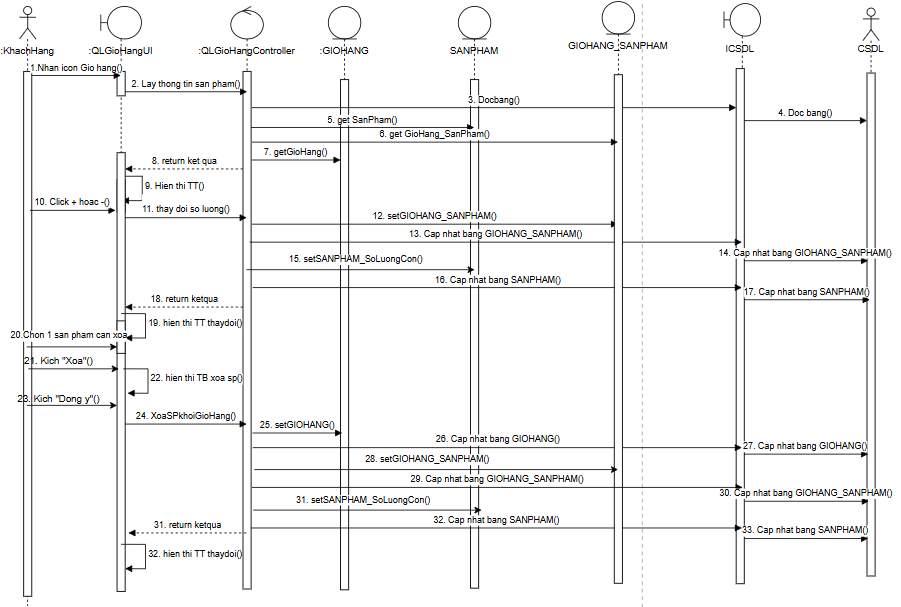 :KhachHang
:QLGioHangUI
:QLGioHangController
:GIOHANG
SANPHAM
GIOHANG_SANPHAM
ICSDL
CSDL
1.Nhan icon Gio hang()
2. Lay thong tin san pham()
3. Docbang()
4. Doc bang()
5. get SanPham()
6. get GioHang_SanPham()
7. getGioHang()
8. return ket qua
9. Hien thi TT()
10. Click + hoac -()
11. thay doi so luong()
12. setGIOHANG_SANPHAM()
13. Cap nhat bang GIOHANG_SANPHAM()
14. Cap nhat bang GIOHANG_SANPHAM()
15. setSANPHAM_SoLuongCon()
16. Cap nhat bang SANPHAM()
17. Cap nhat bang SANPHAM()
18. return ketqua
19. hien thi TT thaydoi()
20.Chon 1 san pham can xoa
21. Kich "Xoa"()
22. hien thi TB xoa sp()
23. Kich "Dong y"()
24. XoaSPkhoiGioHang()
25. setGIOHANG()
26. Cap nhat bang GIOHANG()
27. Cap nhat bang GIOHANG()
28. setGIOHANG_SANPHAM()
29. Cap nhat bang GIOHANG_SANPHAM()
30. Cap nhat bang GIOHANG_SANPHAM()
31. setSANPHAM_SoLuongCon()
32. Cap nhat bang SANPHAM()
31. return ketqua
33. Cap nhat bang SANPHAM()
32. hien thi TT thaydoi()